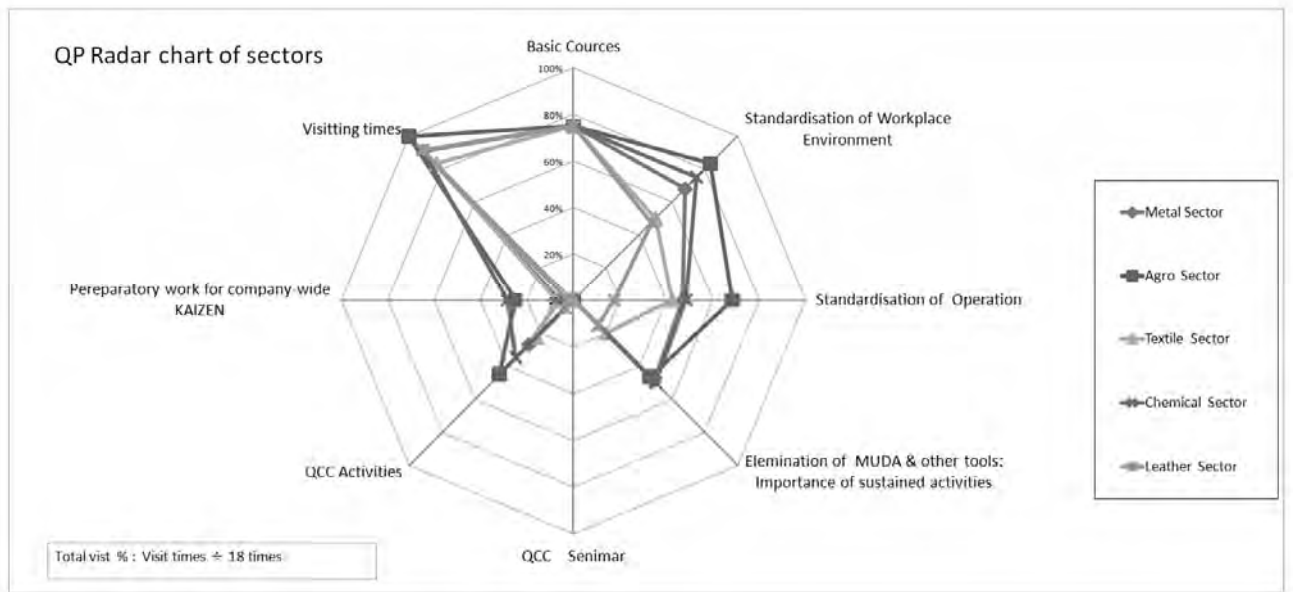 QP Radar chart of sectors
Basic Cources
100%
80%
60%
40%
20%
Visitting times
Standardisation of Workplace
Environment
Pereparatory work for company-wide
KAIZEN
Standardisation of Operation
QCC Activities
Elemination of MUDA & other tools:
Importance of sustained activities
QCC Senimar
Total vist % : Visit times ÷ 18 times
Metal Sector
Agro Sector
Textile Sector
Chemical Sector
Leather Sector